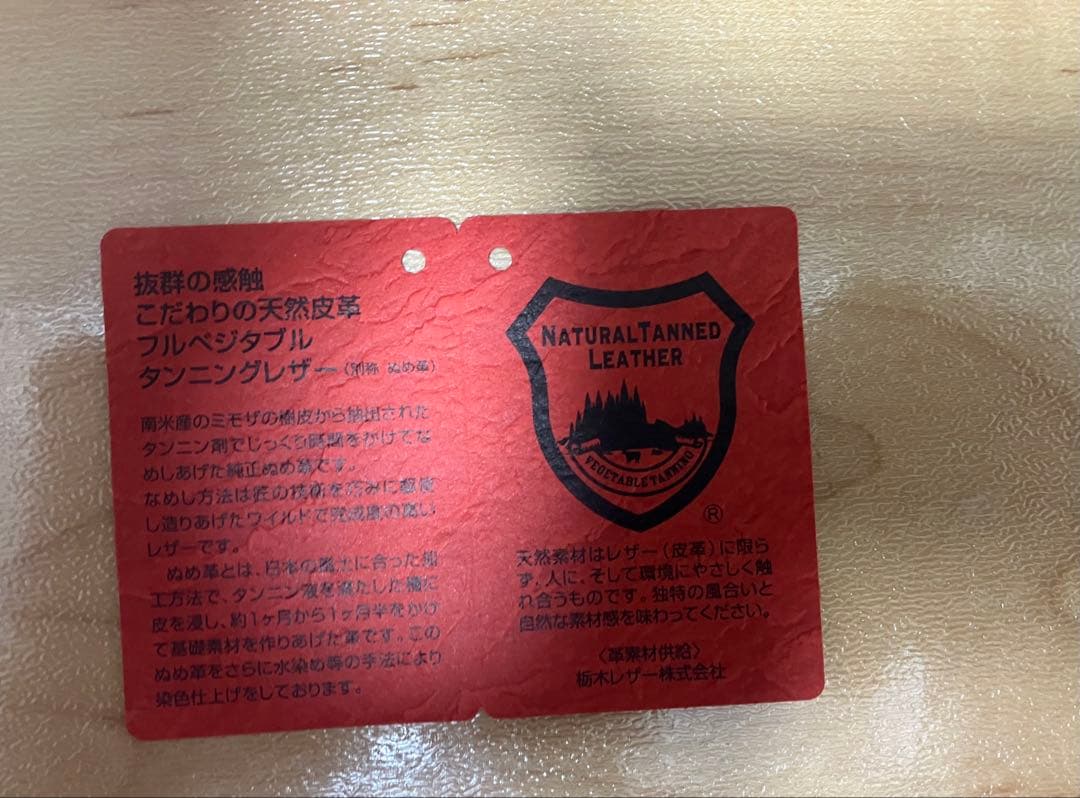 抜群の感触
こだわりの天然皮革
フルベジタブル
タンニングレザー(別称 ぬめ革)
南米産のミモザの樹皮から抽出された
タンニン剤でじっくり時間をかけてな
めしあげた純正ぬめ革です。
なめし方法は匠の技術を巧みに駆使
し造りあげたワイルドで完成度の高い
レザーです。
ぬめ革とは、日本の風土に合った加
工方法で、タンニン液を満たした槽に
皮を浸し、約1ヶ月から1ヶ月半をかけ
て基礎素材を作りあげた革です。この
ぬめ革をさらに水染め等の手法により
染色仕上げをしております。
NATURAL TANNED
LEATHER
VEGETABLE TANNING
®
天然素材はレザー(皮革)に限ら
ず、人に、そして環境にやさしく触
れ合うものです。独特の風合いと
自然な素材感を味わってください。
〈革素材供給〉
栃木レザー株式会社